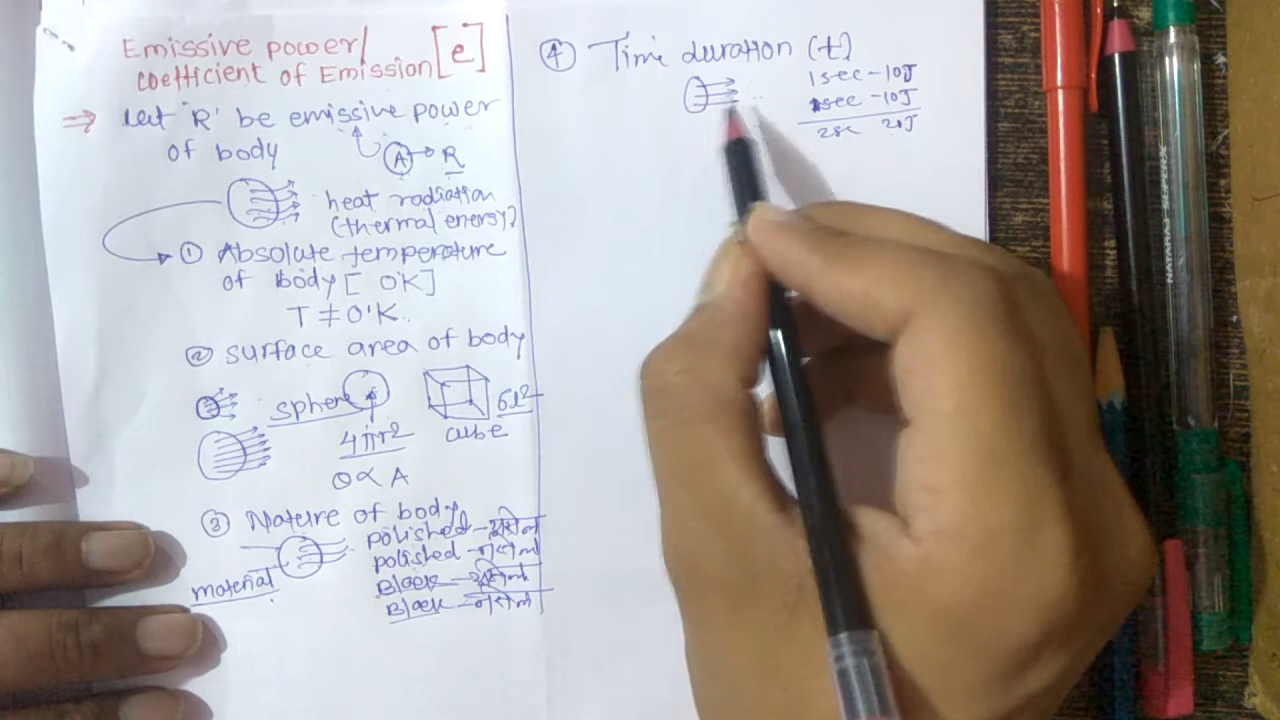 Emissive power/
coefficient of Emission [e]
⇒ Let 'R' be emissive power
of body
A → R
heat radiation
(thermal energy)
① Absolute temperature
of body [ O'K]
T ≠ O'K.
② surface area of body
sphere
4πr²
6l²
cube
Θ ∝ A
③ Nature of body
material
polished -
polished -
Black -
Black -
④ Time duration (t)
1sec - 10J
1sec - 10J
2sec 20J
NATARAJ SUPERX